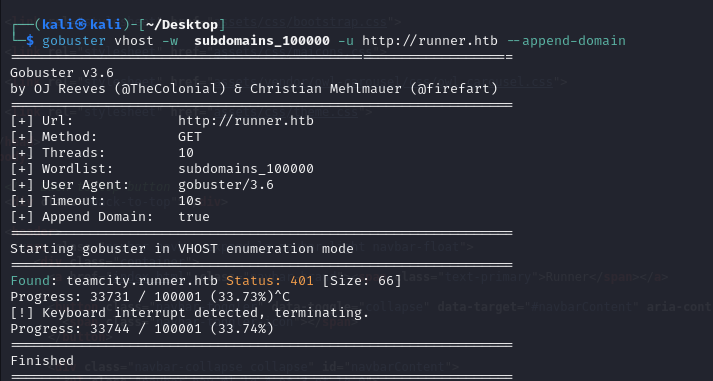 ┌──(kali㉿kali)-[~/Desktop]
└─$ gobuster vhost -w  subdomains_100000 -u http://runner.htb --append-domain
===============================================================
Gobuster v3.6
by OJ Reeves (@TheColonial) & Christian Mehlmauer (@firefart)
===============================================================
[+] Url:             http://runner.htb
[+] Method:          GET
[+] Threads:         10
[+] Wordlist:        subdomains_100000
[+] User Agent:      gobuster/3.6
[+] Timeout:         10s
[+] Append Domain:   true
===============================================================
Starting gobuster in VHOST enumeration mode
===============================================================
Found: teamcity.runner.htb Status: 401 [Size: 66]
Progress: 33731 / 100001 (33.73%)^C
[!] Keyboard interrupt detected, terminating.
Progress: 33744 / 100001 (33.74%)
===============================================================
Finished
===============================================================